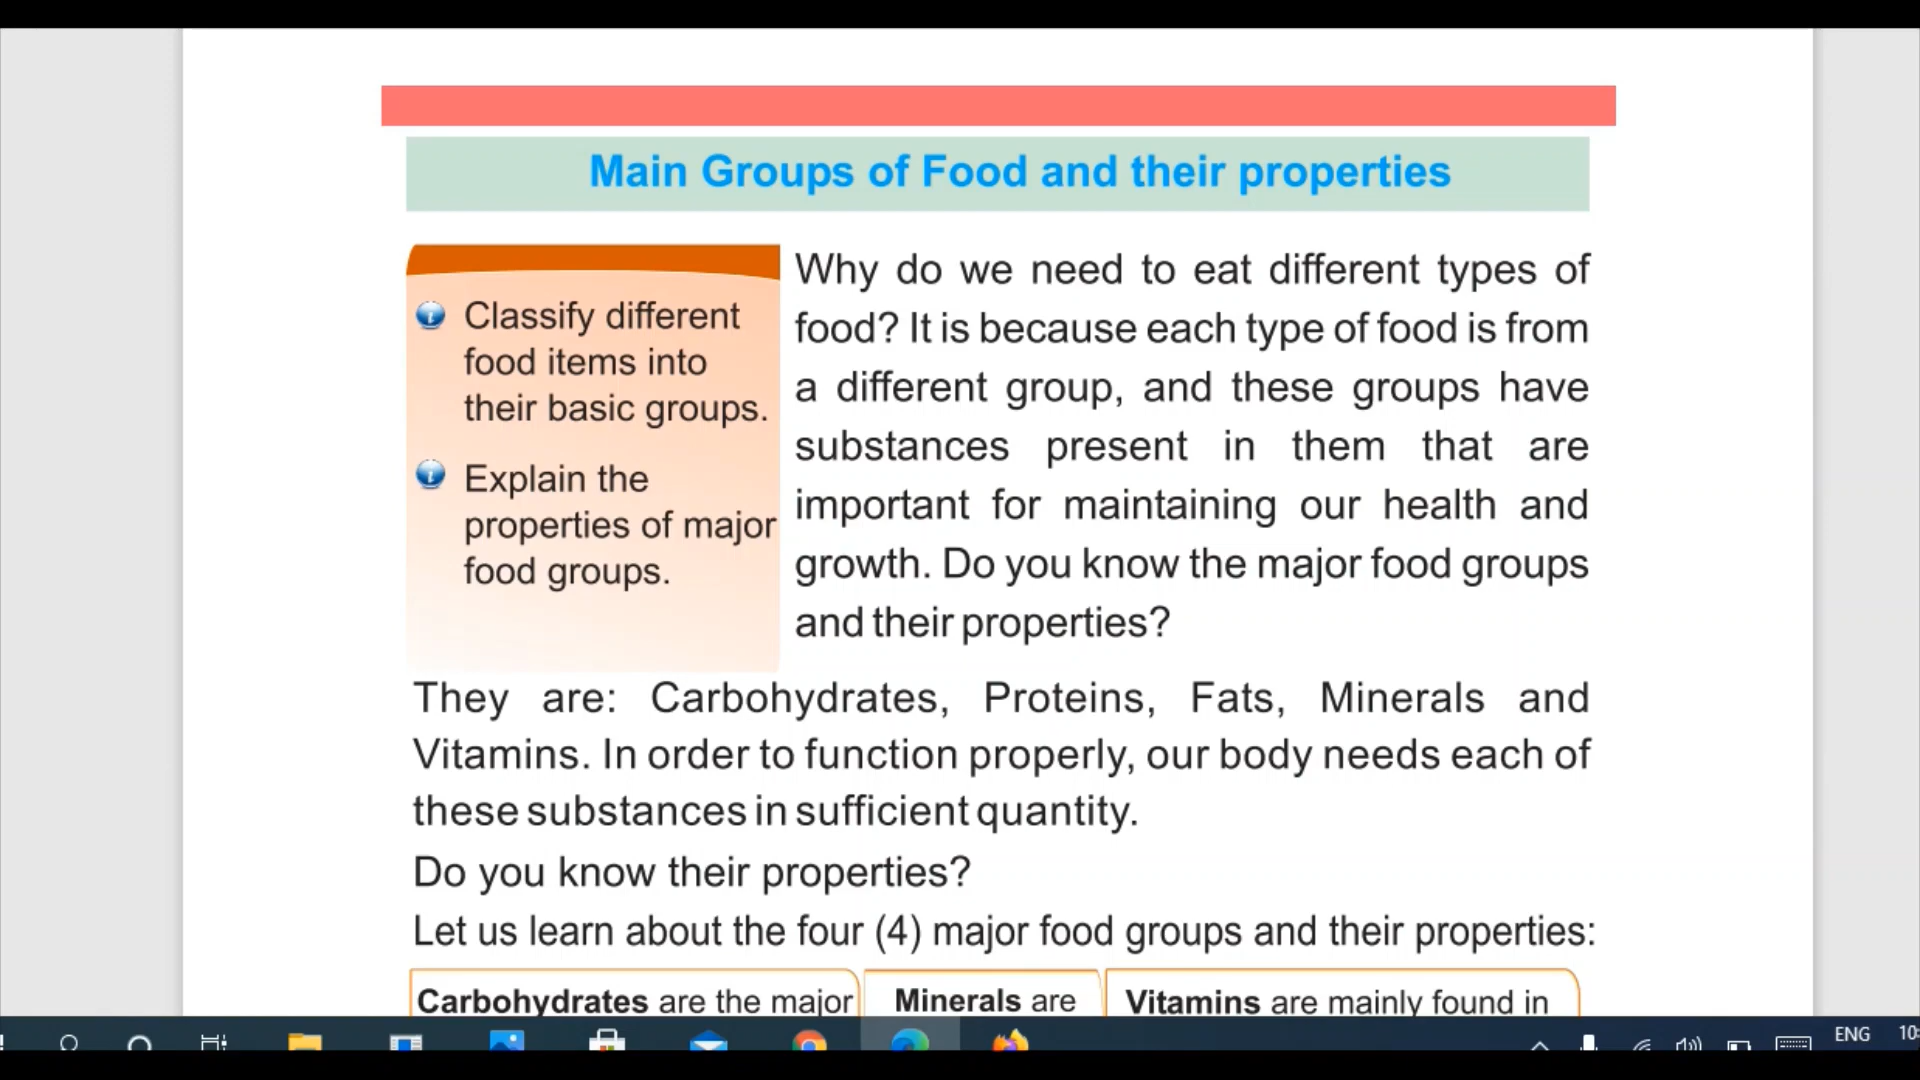 Main Groups of Food and their properties
Classify different
food items into
their basic groups.
Explain the
properties of major
food groups.
Why do we need to eat different types of
food? It is because each type of food is from
a different group, and these groups have
substances present in them that are
important for maintaining our health and
growth. Do you know the major food groups
and their properties?
They are: Carbohydrates, Proteins, Fats, Minerals and
Vitamins. In order to function properly, our body needs each of
these substances in sufficient quantity.
Do you know their properties?
Let us learn about the four (4) major food groups and their properties:
Carbohydrates are the major
Minerals are
Vitamins are mainly found in
ENG